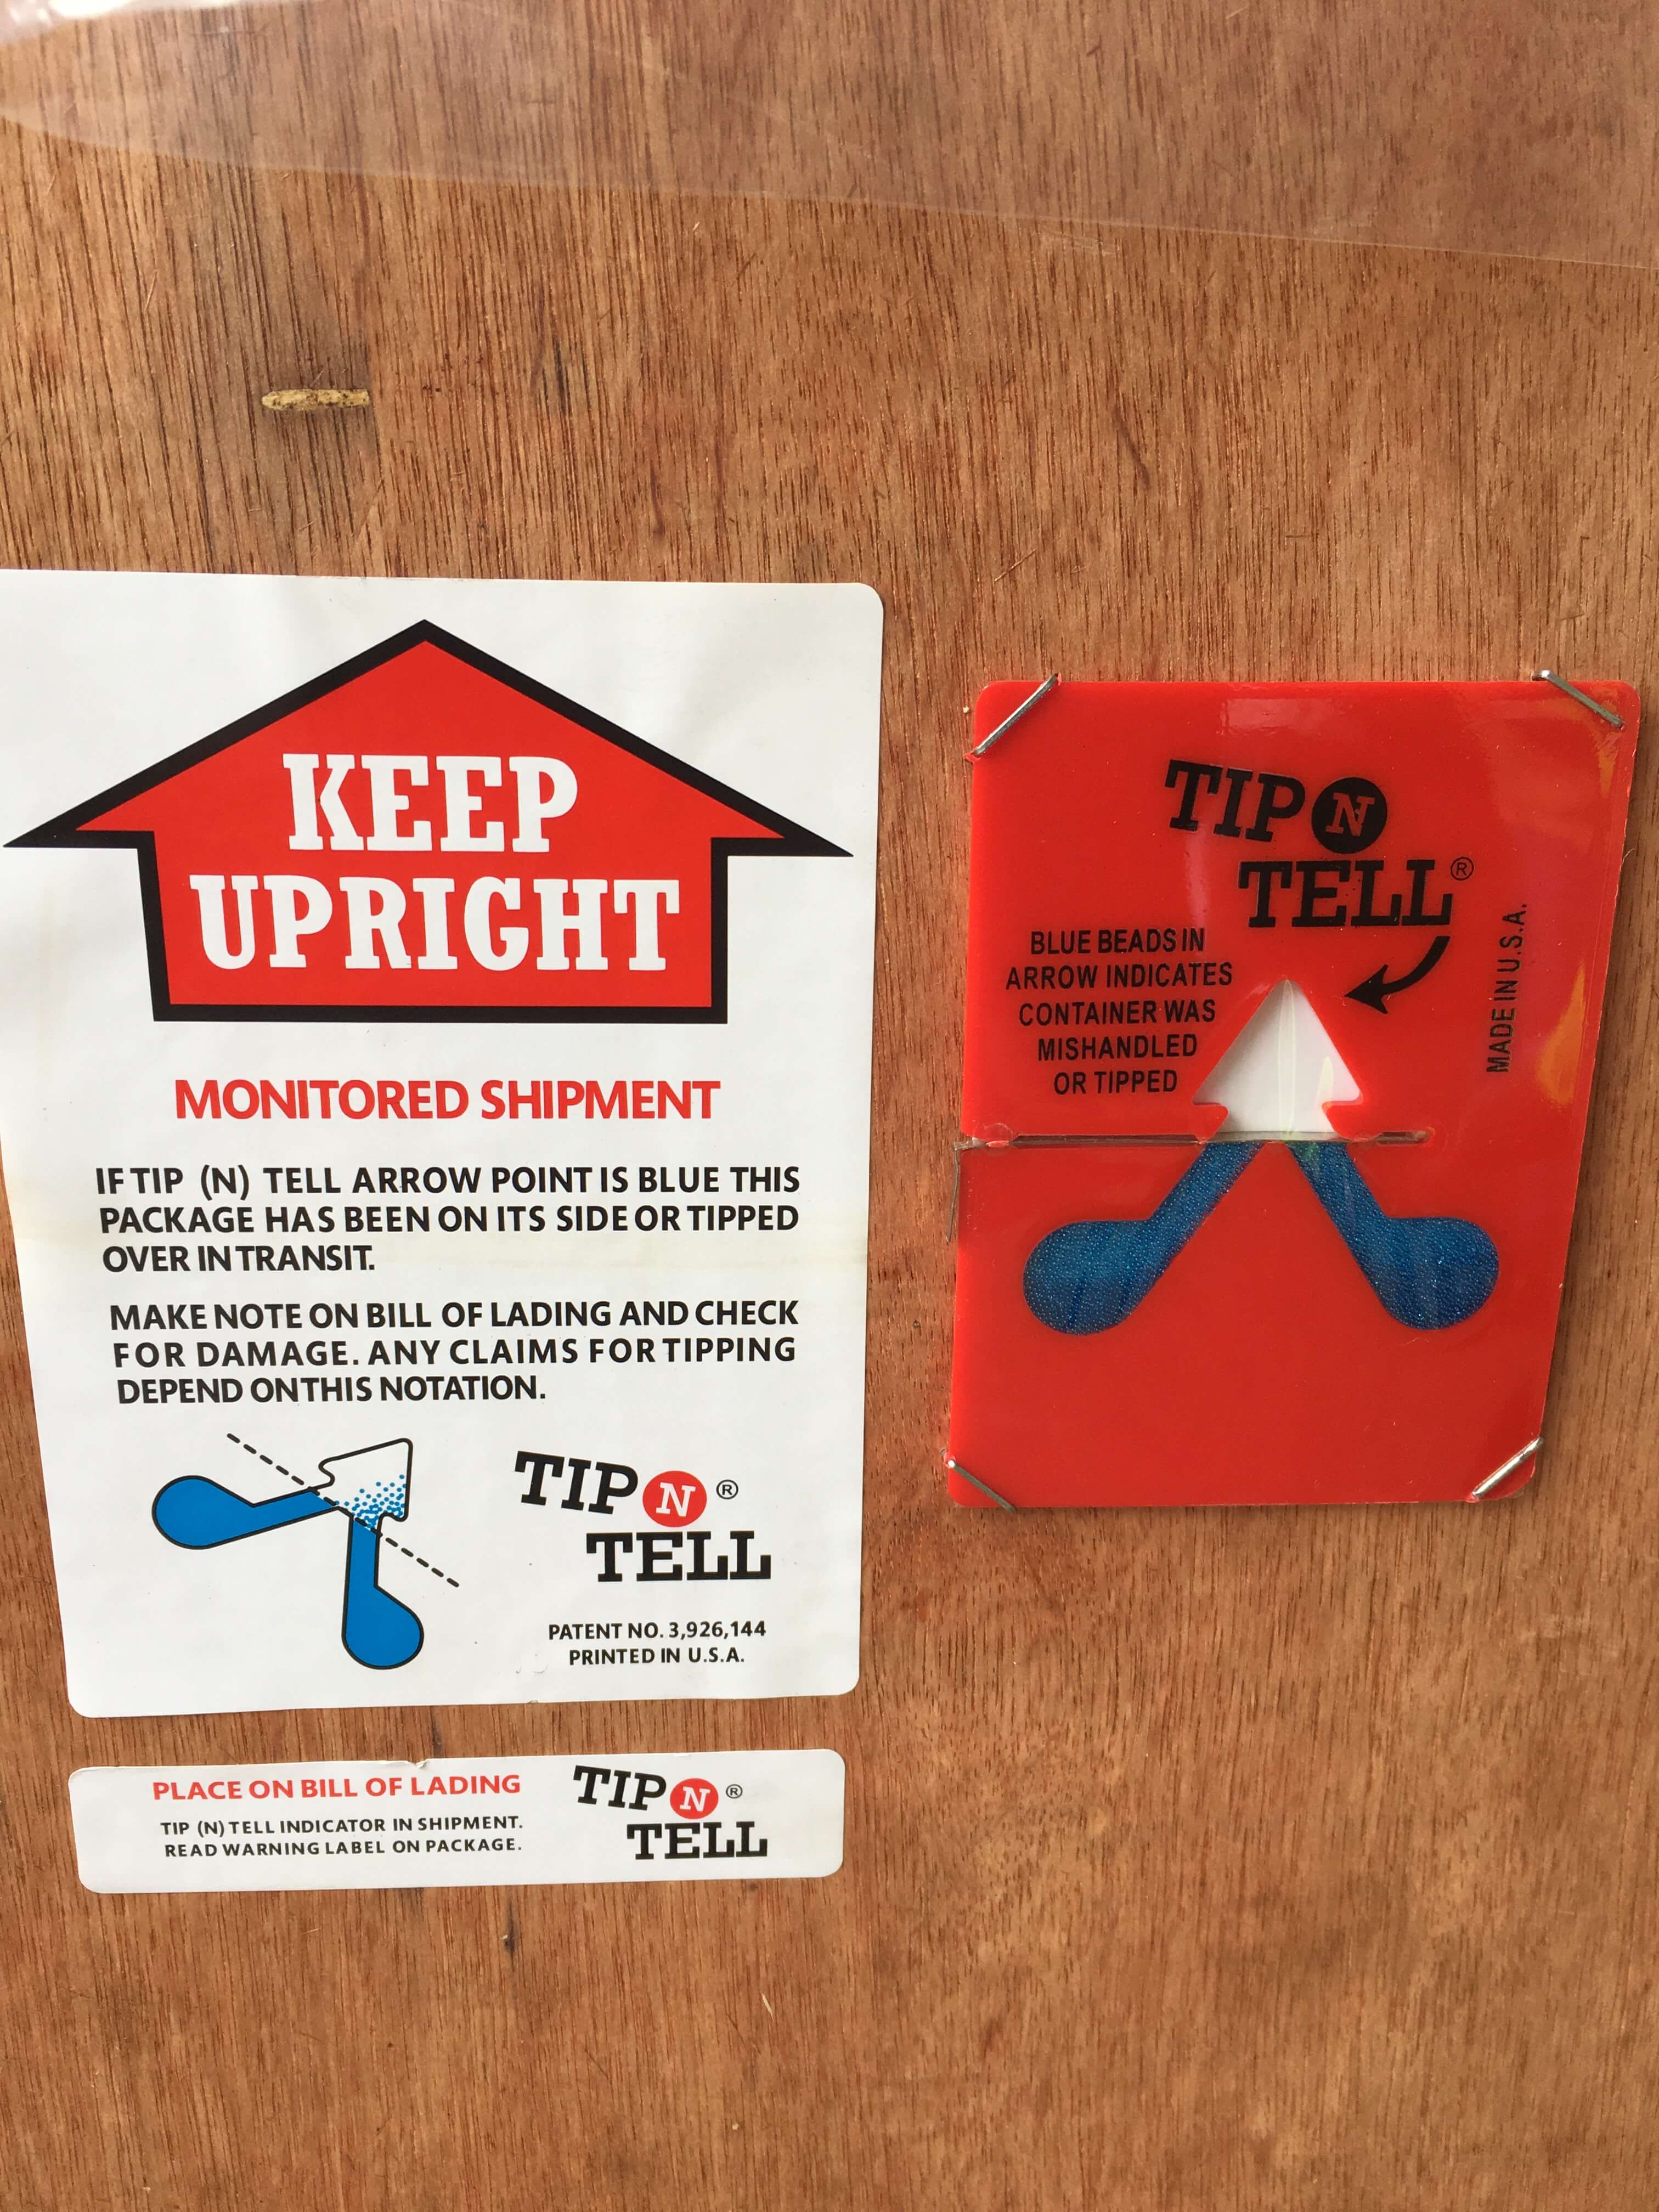 KEEP
UPRIGHT
MONITORED SHIPMENT
IF TIP (N) TELL ARROW POINT IS BLUE THIS
PACKAGE HAS BEEN ON ITS SIDE OR TIPPED
OVER IN TRANSIT.
MAKE NOTE ON BILL OF LADING AND CHECK
FOR DAMAGE. ANY CLAIMS FOR TIPPING
DEPEND ON THIS NOTATION.
TIP N ®
TELL
PATENT NO. 3,926,144
PRINTED IN U.S.A.
PLACE ON BILL OF LADING
TIP (N) TELL INDICATOR IN SHIPMENT.
READ WARNING LABEL ON PACKAGE.
TIP N ®
TELL
TIP N
TELL®
BLUE BEADS IN
ARROW INDICATES
CONTAINER WAS
MISHANDLED
OR TIPPED
MADE IN U.S.A.